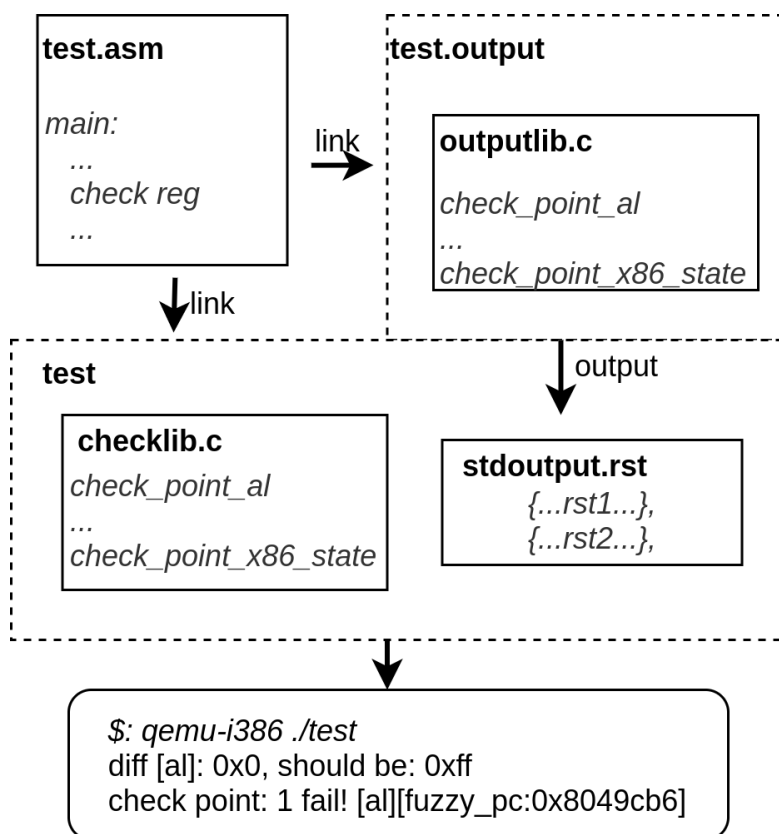 test.asm
main:
...
check reg
...
link
test.output
outputlib.c
check_point_al
...
check_point_x86_state
link
output
test
checklib.c
check_point_al
...
check_point_x86_state
stdoutput.rst
{...rst1...},
{...rst2...},
$: qemu-i386 ./test
diff [al]: 0x0, should be: 0xff
check point: 1 fail! [al][fuzzy_pc:0x8049cb6]